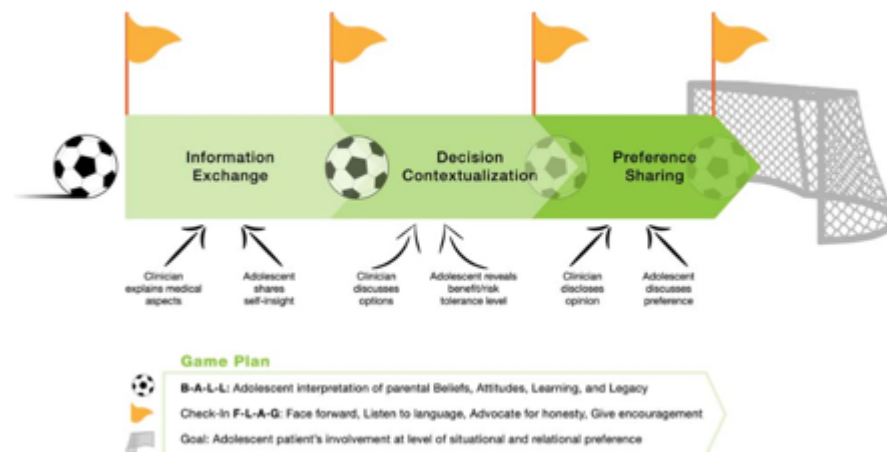 Information
Exchange
Decision
Contextualization
Preference
Sharing
Clinician
explains medical
aspects
Adolescent
shares
self-insight
Clinician
discusses
options
Adolescent reveals
benefit/risk
tolerance level
Clinician
discloses
opinion
Adolescent
discusses
preference
Game Plan
B-A-L-L: Adolescent interpretation of parental Beliefs, Attitudes, Learning, and Legacy
Check-In F-L-A-G: Face forward, Listen to language, Advocate for honesty, Give encouragement
Goal: Adolescent patient's involvement at level of situational and relational preference